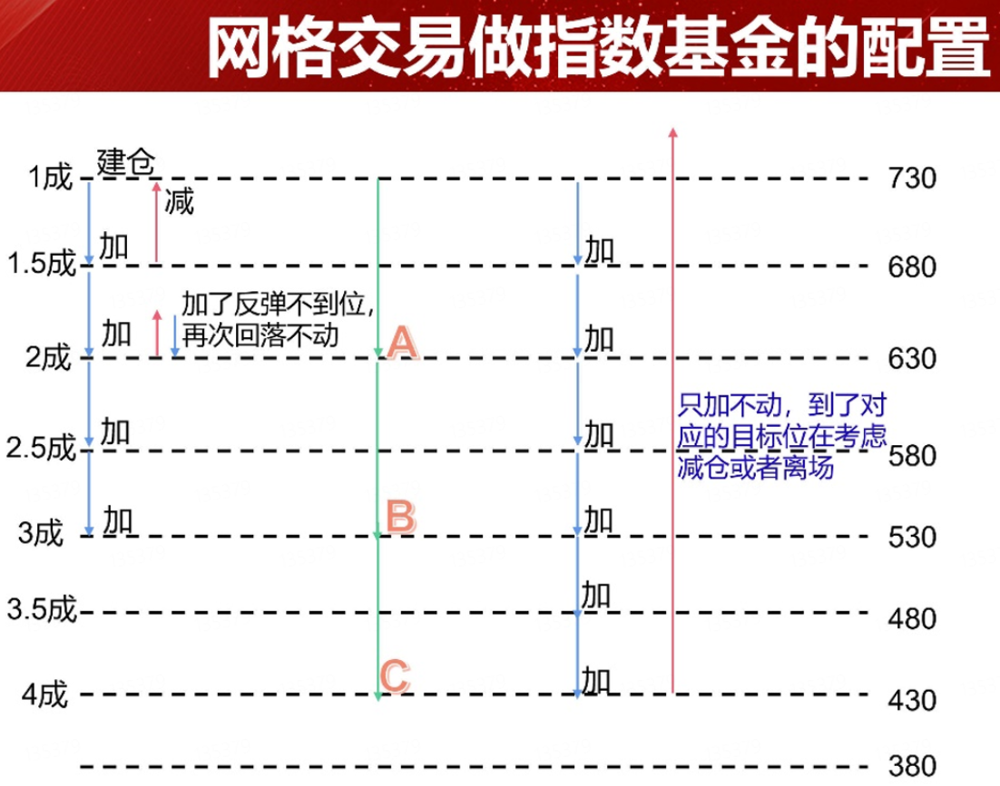 网格交易做指数基金的配置
建仓
1成
730
减
加
加
1.5成
680
加了反弹不到位，
再次回落不动
加
A
加
2成
630
只加不动，到了对
应的目标位在考虑
减仓或者离场
加
加
2.5成
580
加
B
加
3成
530
加
3.5成
480
C
加
4成
430
380